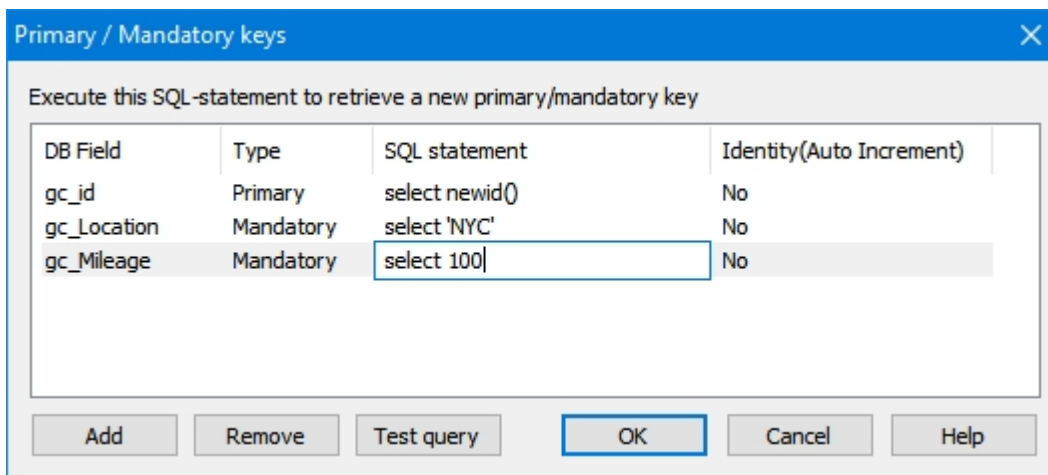 Primary / Mandatory keys
Execute this SQL-statement to retrieve a new primary/mandatory key
DB Field Type SQL statement Identity(Auto Increment)
gc_id Primary select newid() No
gc_Location Mandatory select 'NYC' No
gc_Mileage Mandatory select 100 No
Add Remove Test query OK Cancel Help